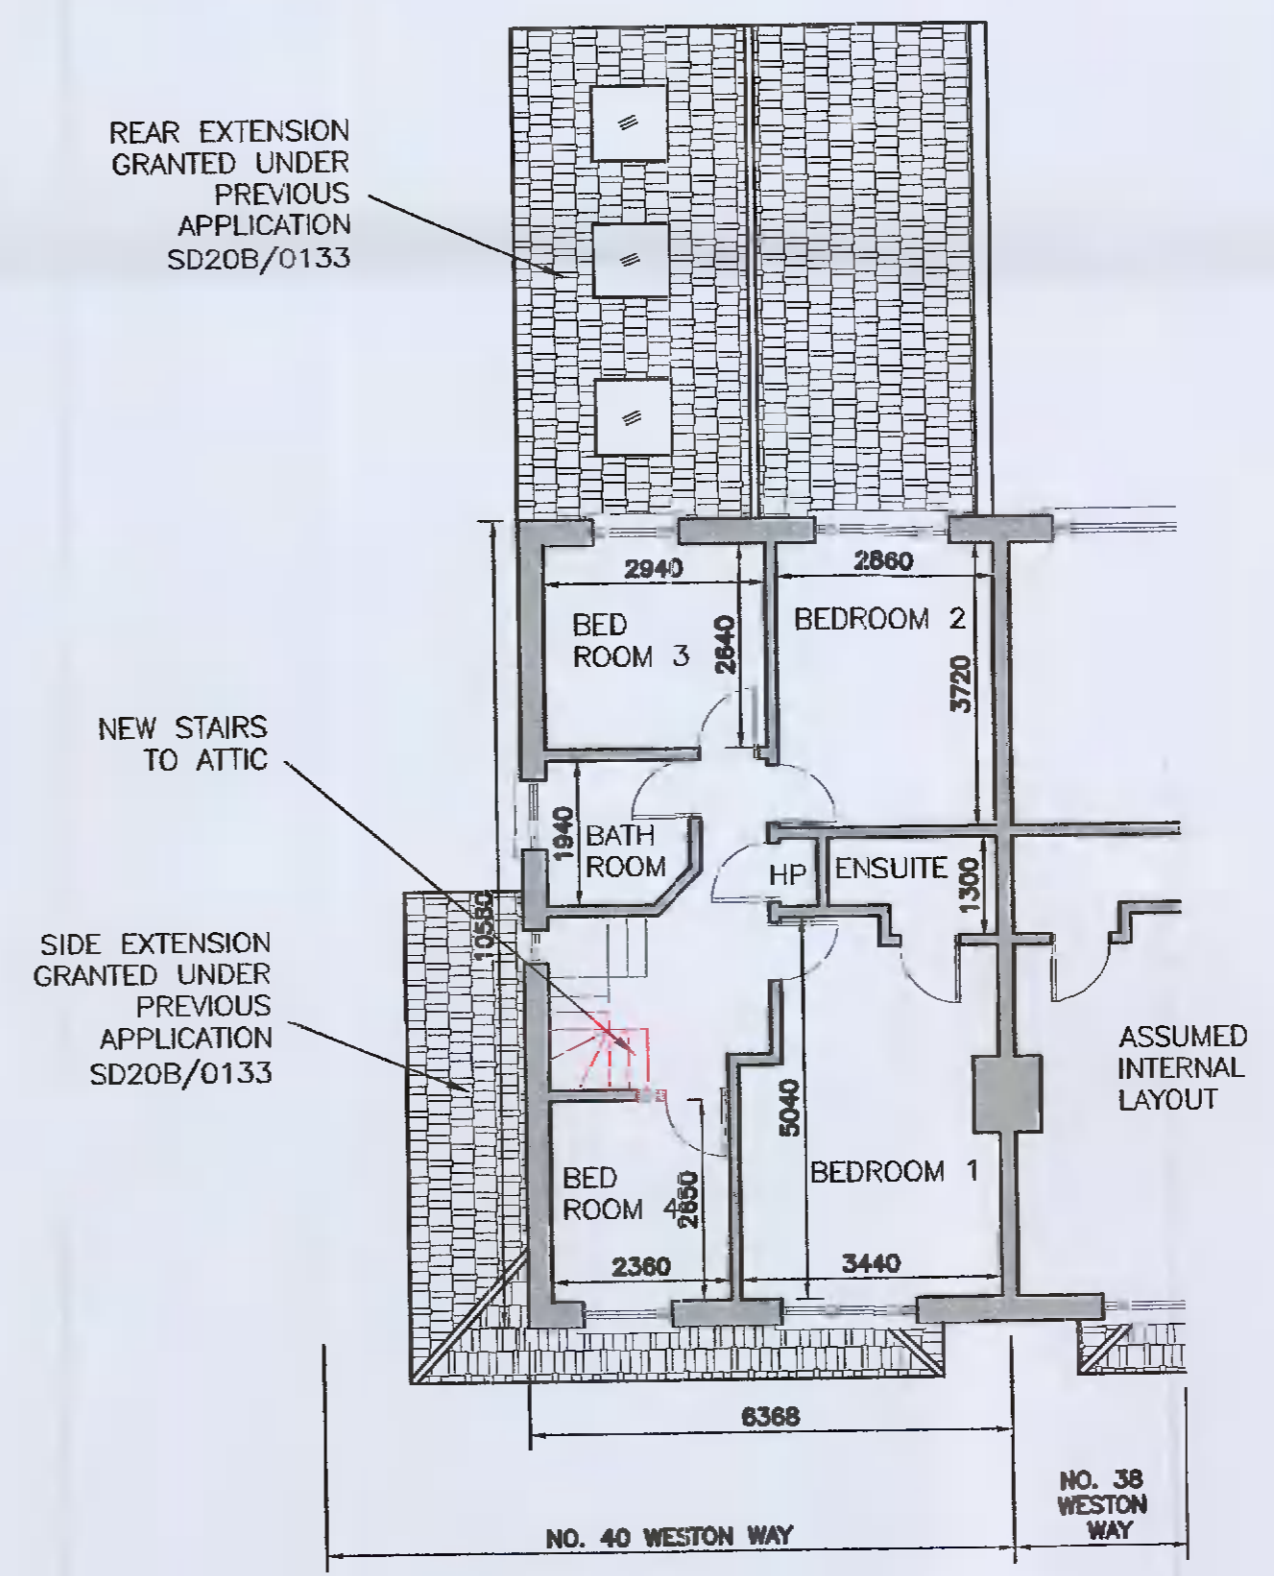 REAR EXTENSION
GRANTED UNDER
PREVIOUS
APPLICATION
SD20B/0133
2940
2860
BED
ROOM 3
2640
BEDROOM 2
3720
NEW STAIRS
TO ATTIC
1940
BATH
ROOM
HP
ENSUITE
1300
10580
SIDE EXTENSION
GRANTED UNDER
PREVIOUS
APPLICATION
SD20B/0133
ASSUMED
INTERNAL
LAYOUT
5040
BED
ROOM 4
2650
BEDROOM 1
2360
3440
6368
NO. 38
WESTON
WAY
NO. 40 WESTON WAY